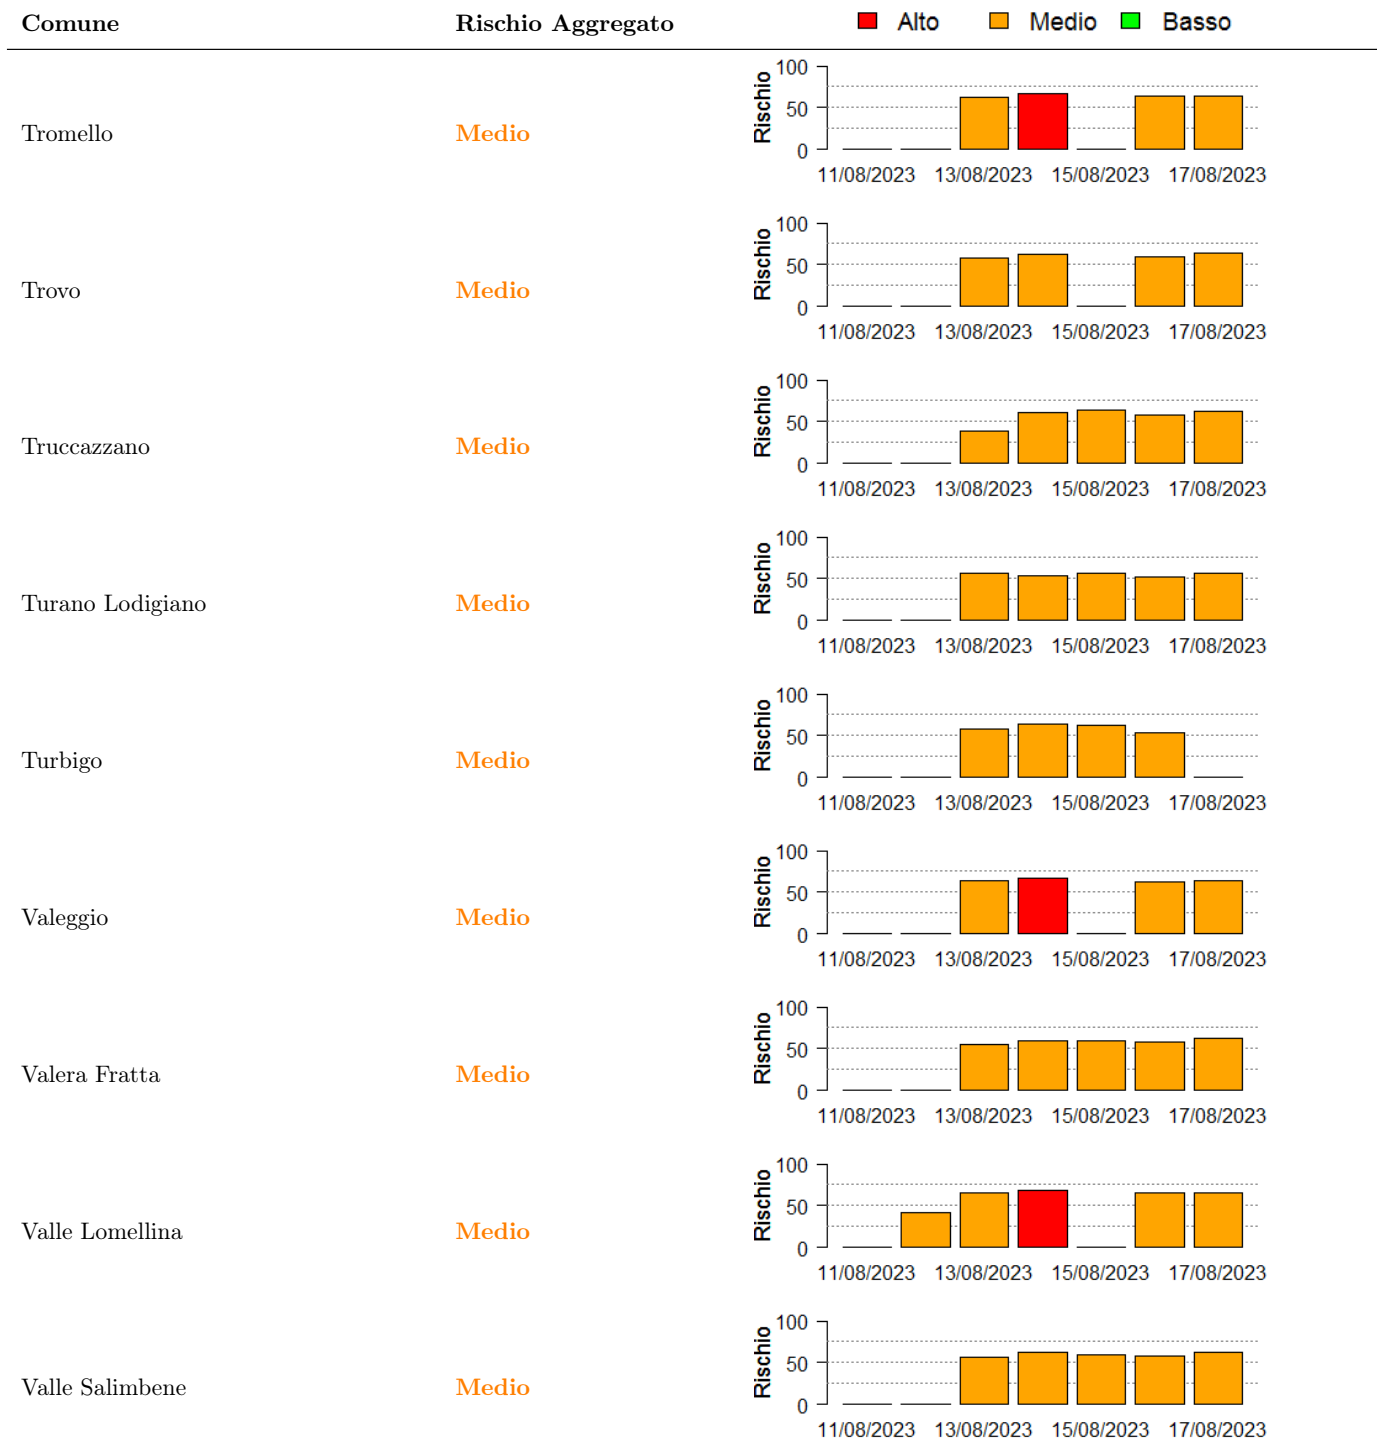 Comune Rischio Aggregato Alto Medio Basso
Tromello Medio Rischio 100 50 0
11/08/2023 13/08/2023 15/08/2023 17/08/2023
Trovo Medio Rischio 100 50 0
11/08/2023 13/08/2023 15/08/2023 17/08/2023
Truccazzano Medio Rischio 100 50 0
11/08/2023 13/08/2023 15/08/2023 17/08/2023
Turano Lodigiano Medio Rischio 100 50 0
11/08/2023 13/08/2023 15/08/2023 17/08/2023
Turbigo Medio Rischio 100 50 0
11/08/2023 13/08/2023 15/08/2023 17/08/2023
Valeggio Medio Rischio 100 50 0
11/08/2023 13/08/2023 15/08/2023 17/08/2023
Valera Fratta Medio Rischio 100 50 0
11/08/2023 13/08/2023 15/08/2023 17/08/2023
Valle Lomellina Medio Rischio 100 50 0
11/08/2023 13/08/2023 15/08/2023 17/08/2023
Valle Salimbene Medio Rischio 100 50 0
11/08/2023 13/08/2023 15/08/2023 17/08/2023